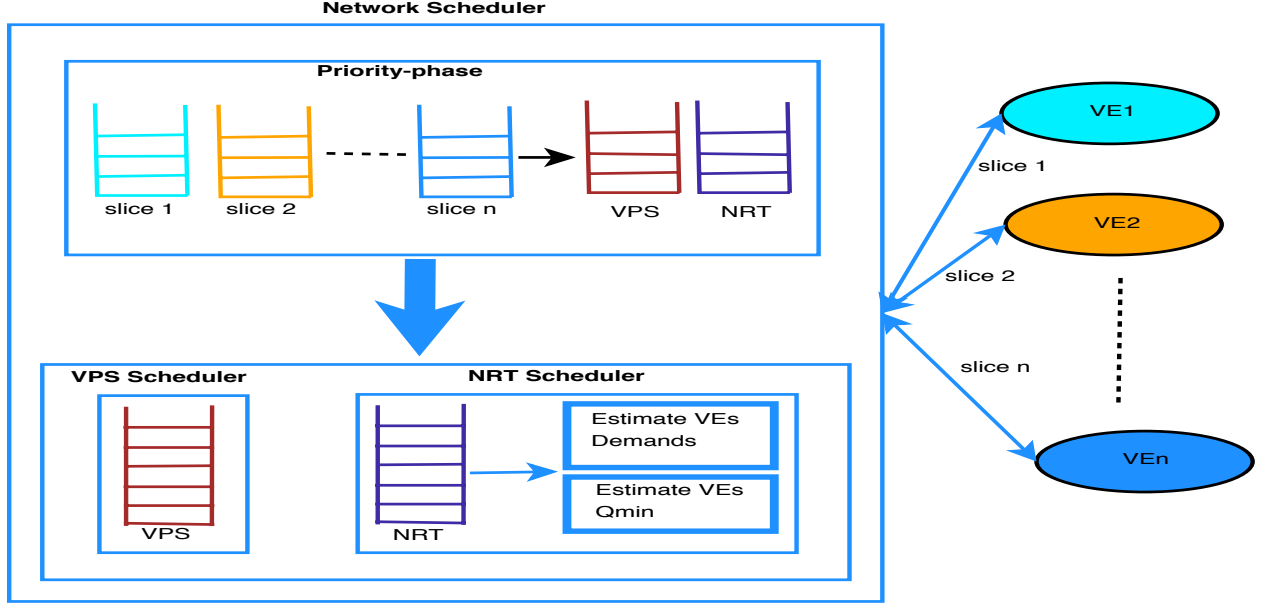 Network Scheduler
Priority-phase
slice 1
slice 2
slice n
VPS
NRT
VPS Scheduler
NRT Scheduler
VPS
NRT
Estimate VEs
Demands
Estimate VEs
Qmin
VE1
slice 1
VE2
slice 2
slice n
VEn